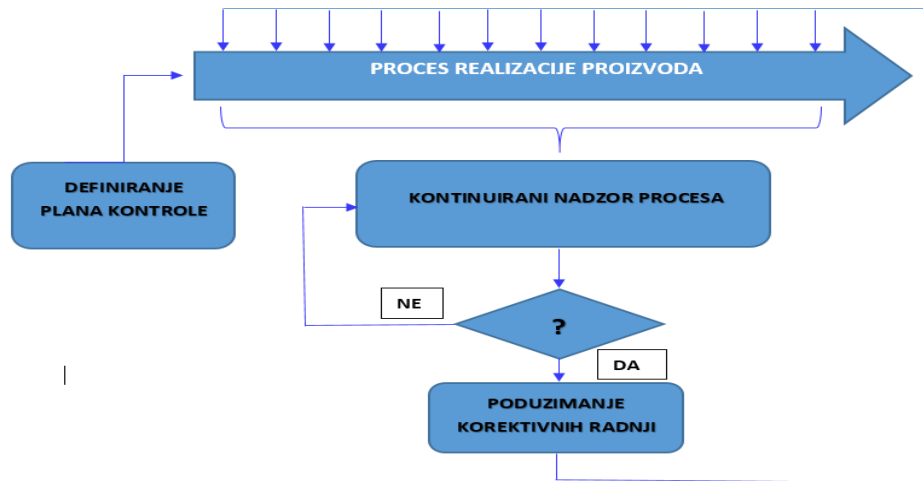 PROCES REALIZACIJE PROIZVODA
DEFINIRANJE
PLANA KONTROLE
KONTINUIRANI NADZOR PROCESA
NE
?
DA
PODUZIMANJE
KOREKTIVNIH RADNJI